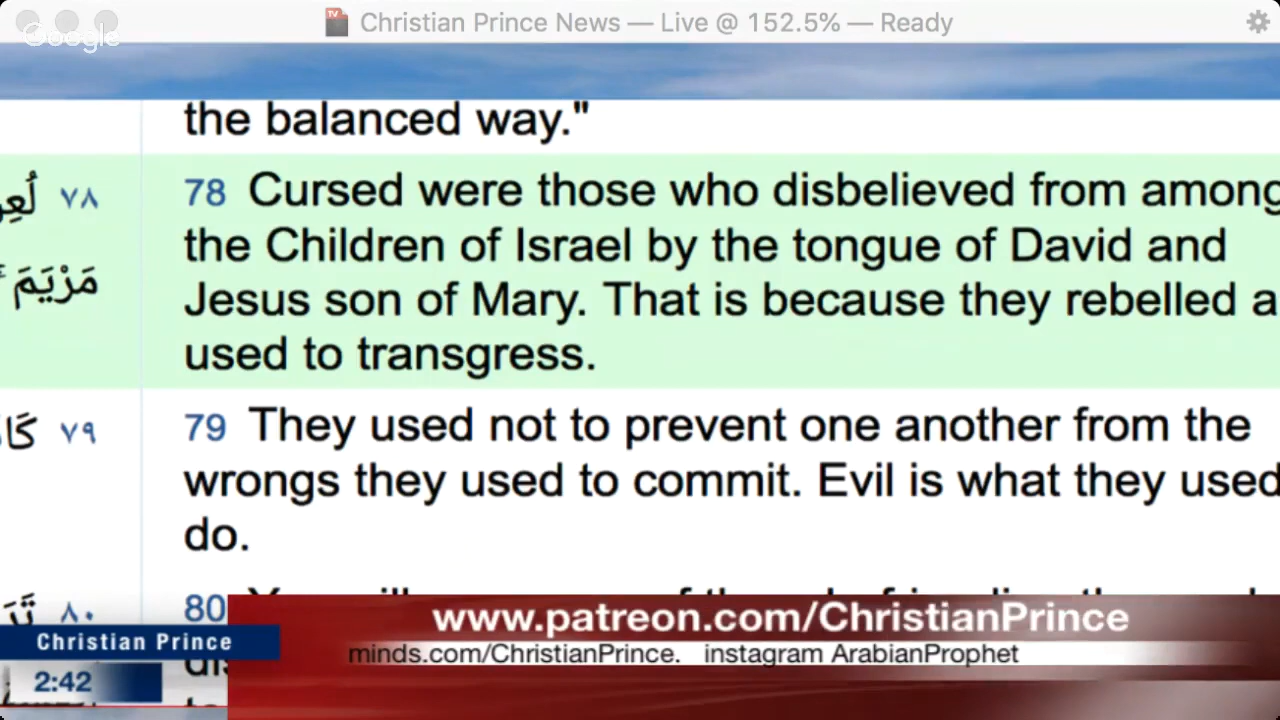 Christian Prince News — Live @ 152.5% — Ready
Google
the balanced way."
٧٨ 78 Cursed were those who disbelieved from among
the Children of Israel by the tongue of David and
مَرْيَمَ
Jesus son of Mary. That is because they rebelled
used to transgress.
٧٩ 79 They used not to prevent one another from the
wrongs they used to commit. Evil is what they used
do.
٨٠ 80
www.patreon.com/ChristianPrince
Christian Prince
minds.com/ChristianPrince. instagram ArabianProphet
2:42